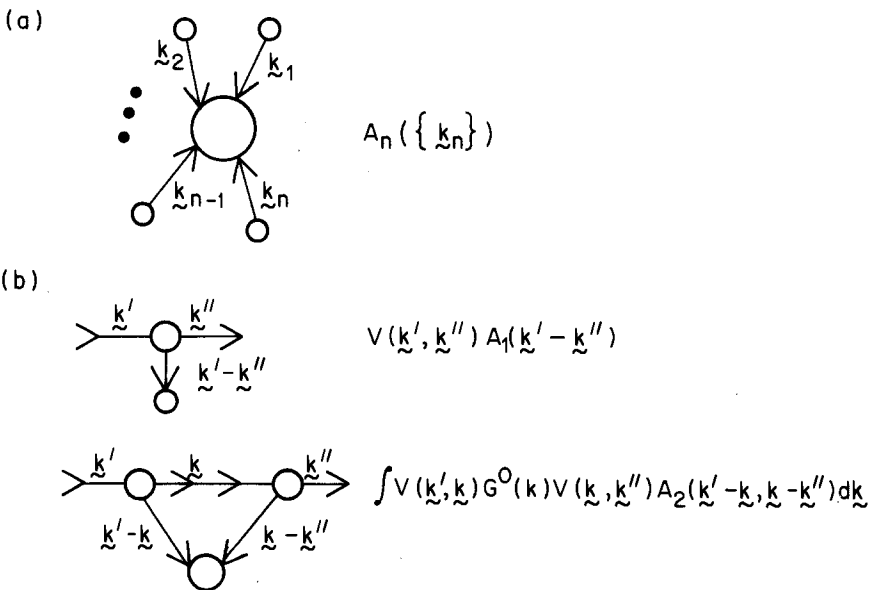 (a)
k₂ k₁
Aₙ({kₙ})
kn-1 kn
(b)
k′ k″
V(k′, k″) A₁(k′ - k″)
k′-k″
k′ k k″
∫V(k′,k)G⁰(k)V(k,k″)A₂(k′-k,k-k″)dk
k′-k k-k″